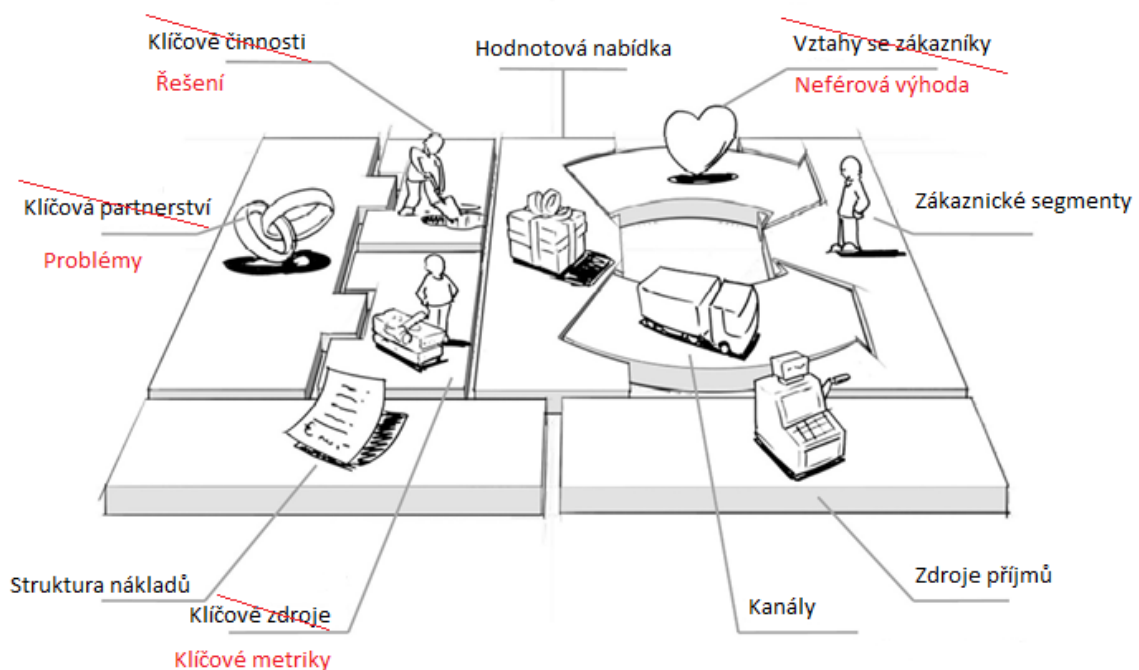 Klíčové činnosti
Řešení
Hodnotová nabídka
Vztahy se zákazníky
Neférová výhoda
Klíčová partnerství
Problémy
Zákaznické segmenty
Struktura nákladů
Klíčové zdroje
Klíčové metriky
Kanály
Zdroje příjmů